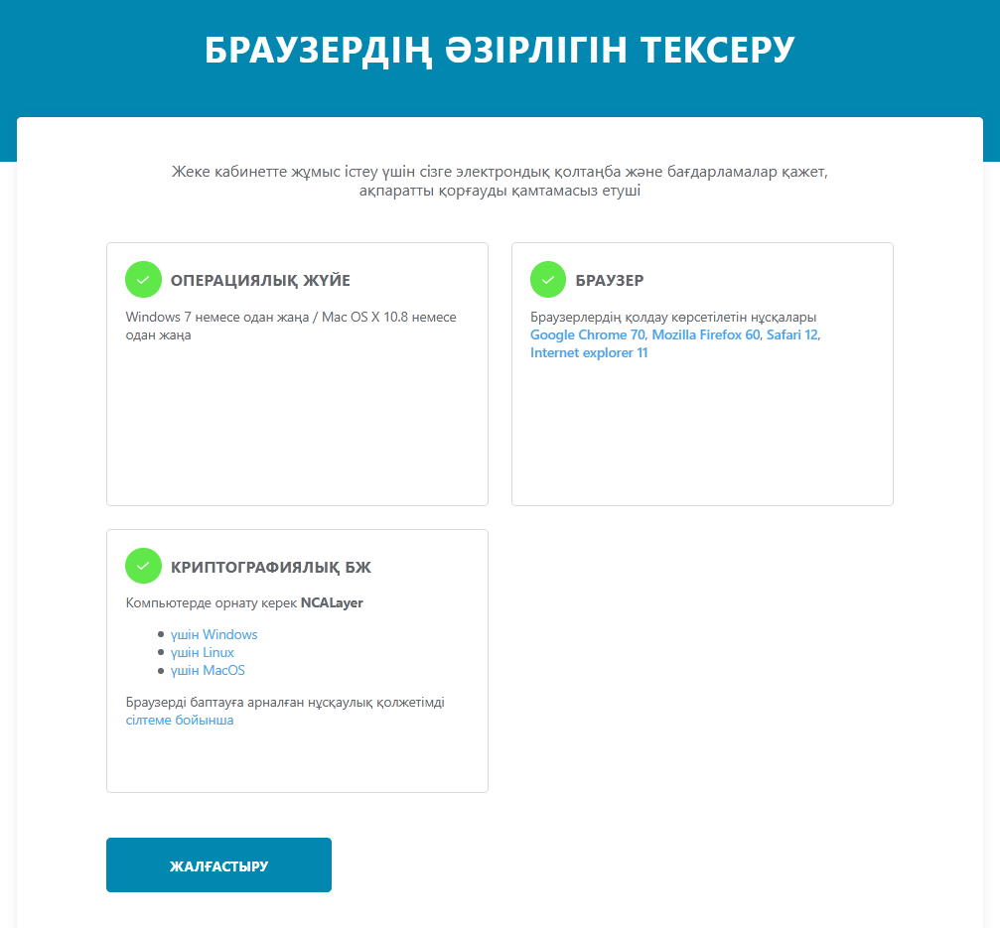 БРАУЗЕРДІҢ ӘЗІРЛІГІН ТЕКСЕРУ
Жеке кабинетте жұмыс істеу үшін сізге электрондық қолтаңба және бағдарламалар қажет,
ақпаратты қорғауды қамтамасыз етуші
ОПЕРАЦИЯЛЫҚ ЖҮЙЕ
Windows 7 немесе одан жаңа / Mac OS X 10.8 немесе
одан жаңа
БРАУЗЕР
Браузерлердің қолдау көрсетілетін нұсқалары
Google Chrome 70, Mozilla Firefox 60, Safari 12,
Internet explorer 11
КРИПТОГРАФИЯЛЫҚ БЖ
Компьютерде орнату керек NCALayer
үшін Windows
үшін Linux
үшін MacOS
Браузерді баптауға арналған нұсқаулық қолжетімді
сілтеме бойынша
ЖАЛҒАСТЫРУ